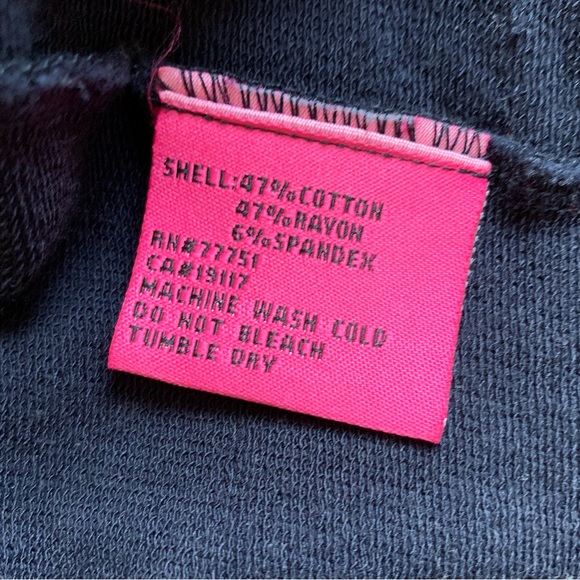 SHELL:47%COTTON
47%RAYON
6%SPANDEX
RN#77751
CA#19117
MACHINE WASH COLD
DO NOT BLEACH
TUMBLE DRY